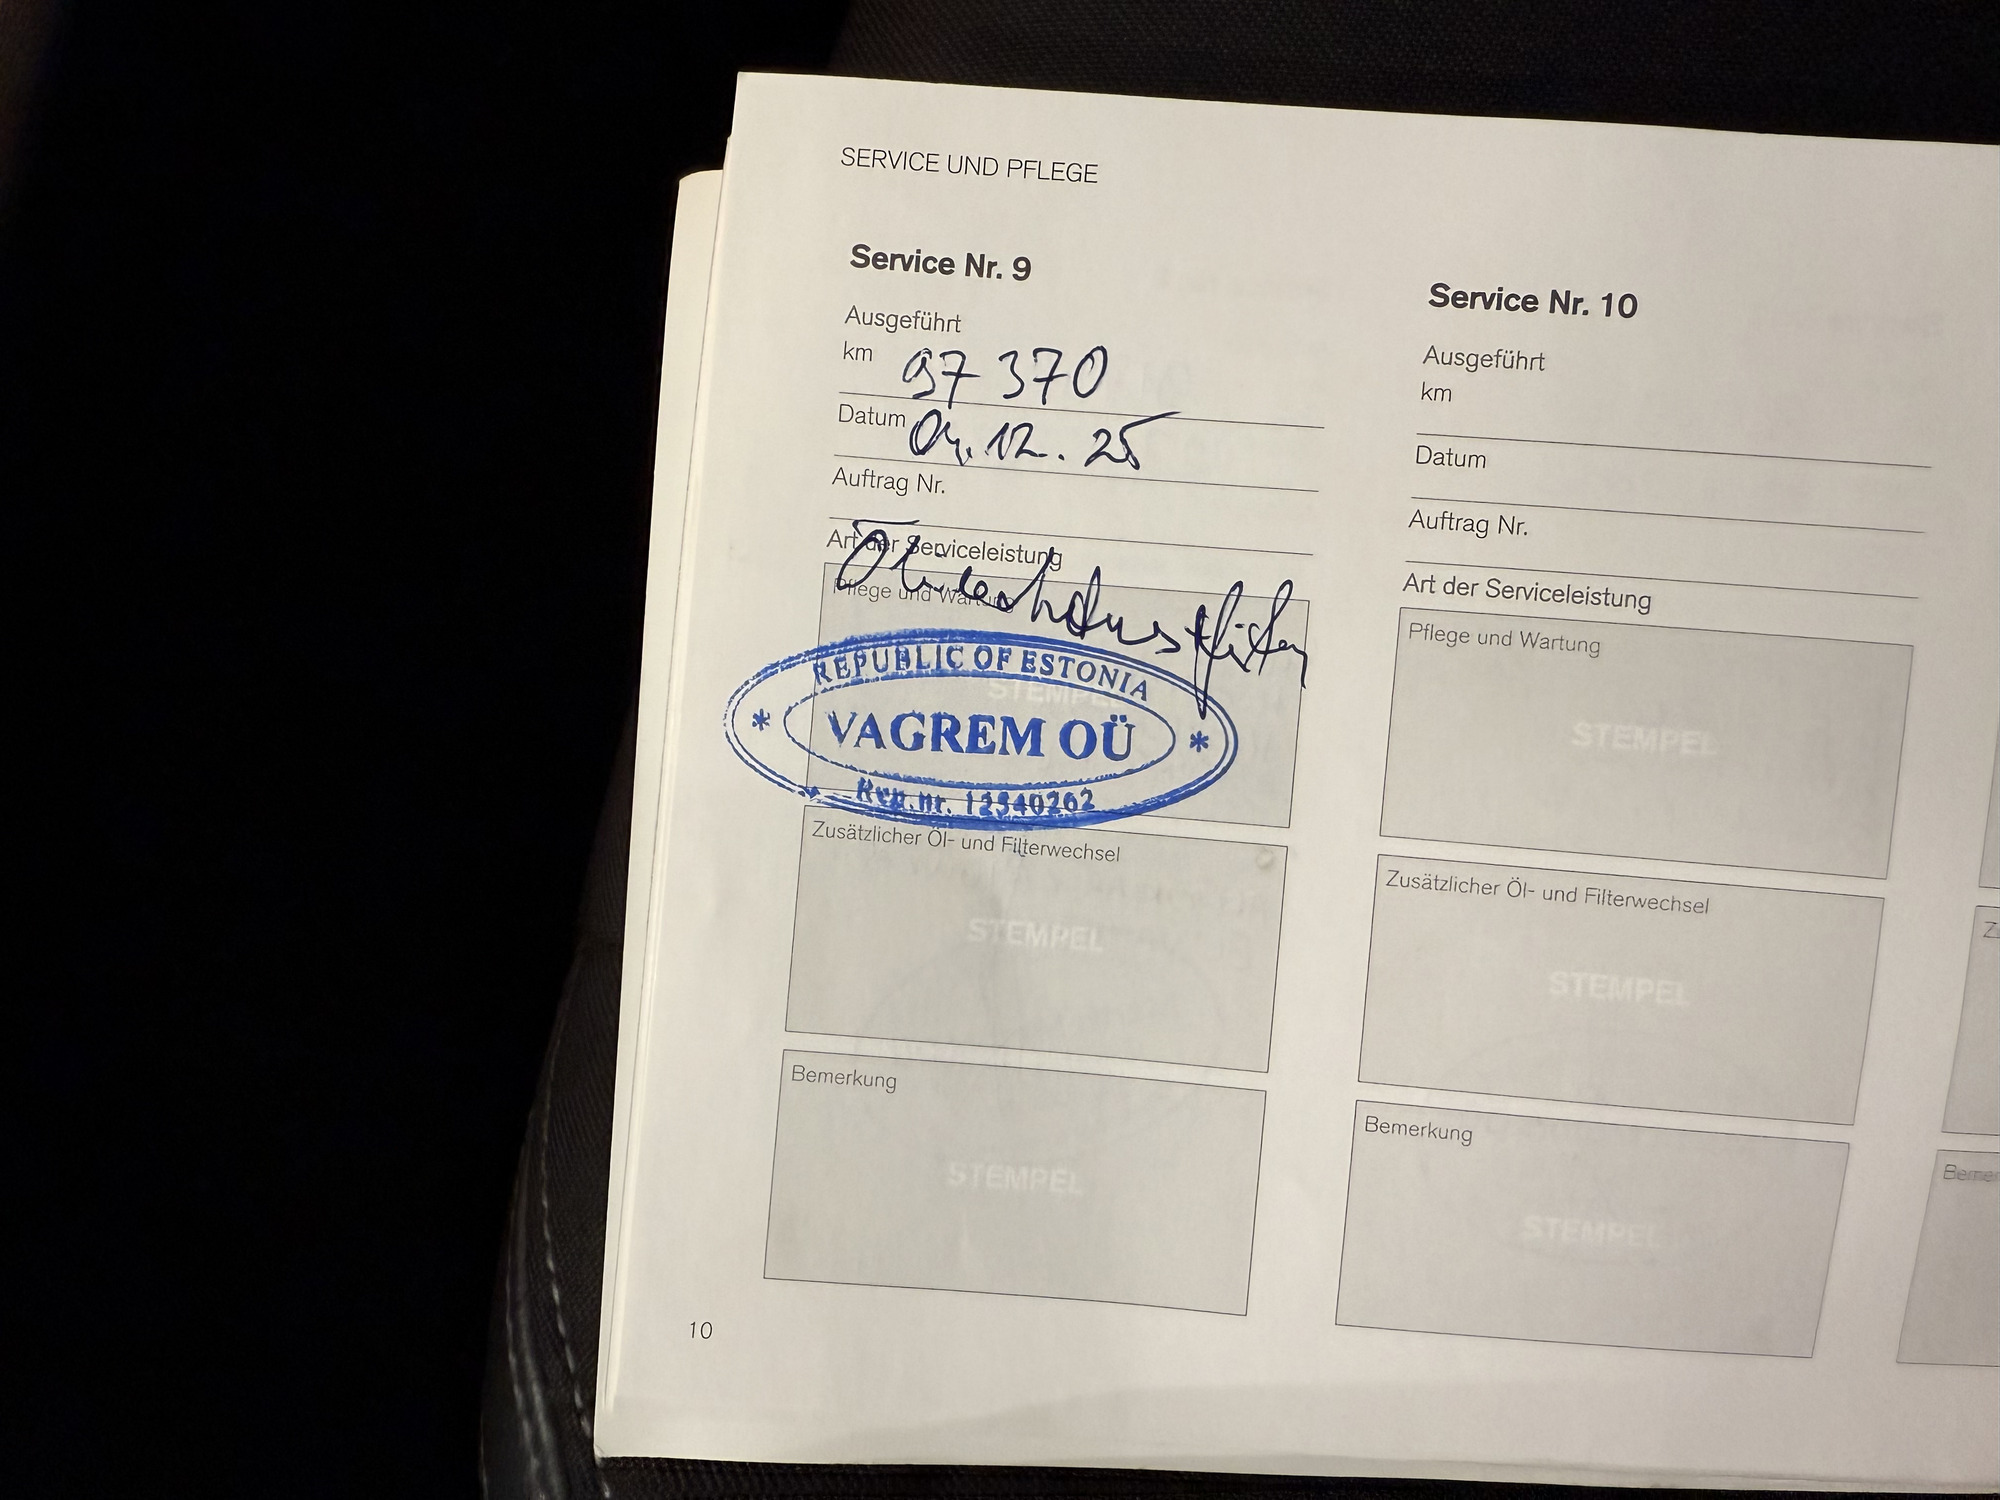 SERVICE UND PFLEGE
Service Nr. 9
Ausgeführt
km 97 370
Datum 04.12.25
Auftrag Nr.
Art der Serviceleistung
Pflege und Wartung
STEMPEL
REPUBLIC OF ESTONIA
* VAGREM OÜ *
Reg.nr. 12340262
Zusätzlicher Öl- und Filterwechsel
STEMPEL
Bemerkung
STEMPEL
10
Service Nr. 10
Ausgeführt
km
Datum
Auftrag Nr.
Art der Serviceleistung
Pflege und Wartung
STEMPEL
Zusätzlicher Öl- und Filterwechsel
STEMPEL
Bemerkung
STEMPEL